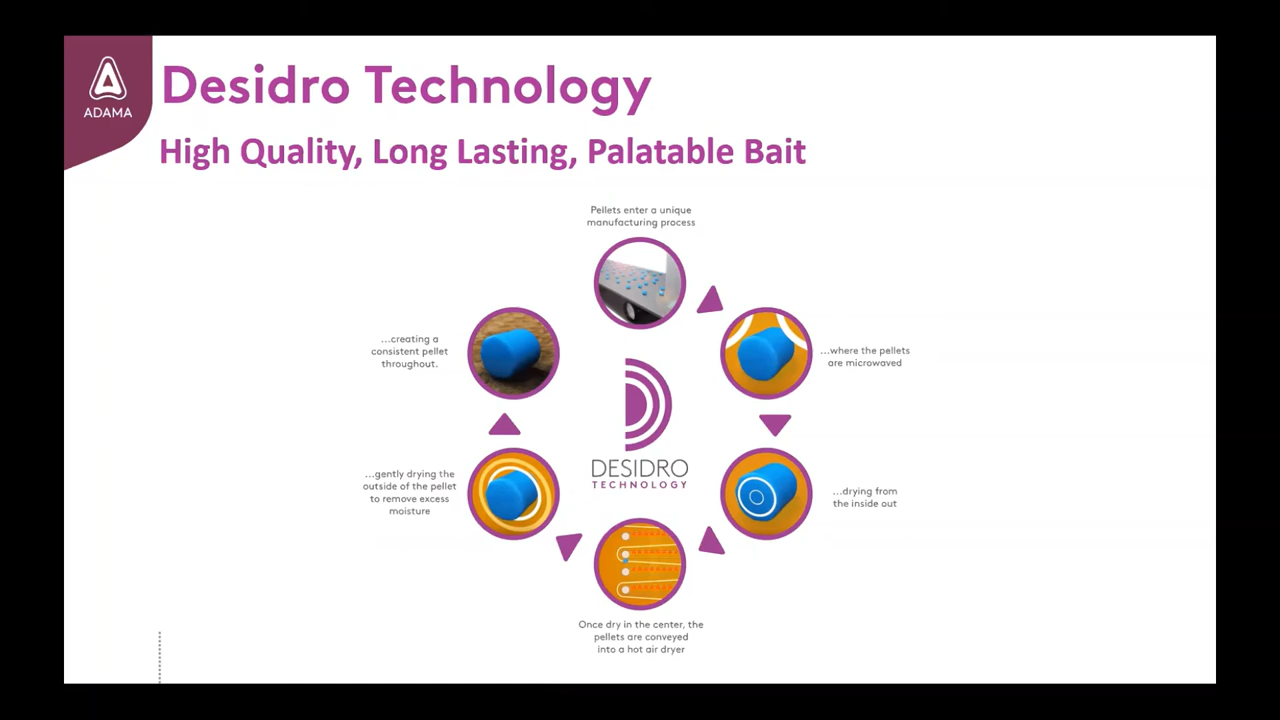 ADAMA
Desidro Technology
High Quality, Long Lasting, Palatable Bait
Pellets enter a unique
manufacturing process
...where the pellets
are microwaved
...drying from
the inside out
Once dry in the center, the
pellets are conveyed
into a hot air dryer
...gently drying the
outside of the pellet
to remove excess
moisture
...creating a
consistent pellet
throughout.
DESIDRO
TECHNOLOGY